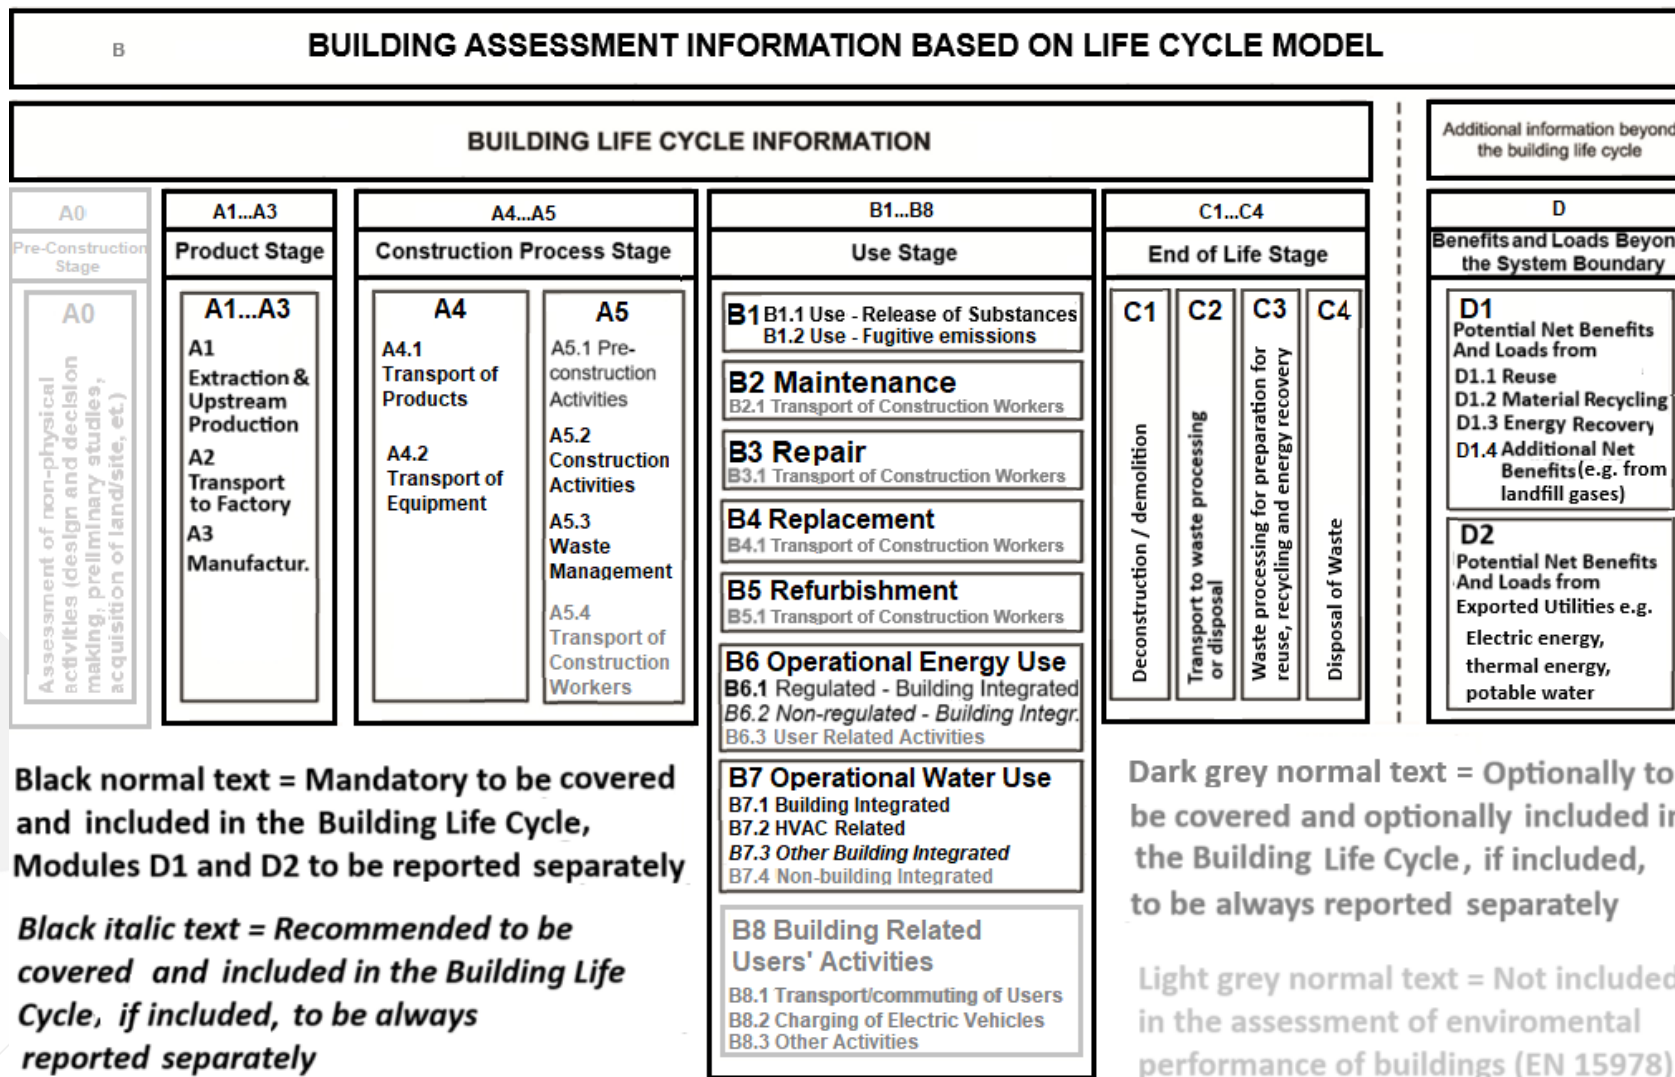 B
BUILDING ASSESSMENT INFORMATION BASED ON LIFE CYCLE MODEL
BUILDING LIFE CYCLE INFORMATION
Additional information beyond
the building life cycle
A0
Pre-Construction
Stage
A0
Assessment of non-physical
activities (design and decision
making, preliminary studies,
acquisition of land/site, et.)
A1...A3
Product Stage
A1...A3
A1
Extraction &
Upstream
Production
A2
Transport
to Factory
A3
Manufactur.
A4...A5
Construction Process Stage
A4
A4.1
Transport of
Products
A4.2
Transport of
Equipment
A5
A5.1 Pre-
construction
Activities
A5.2
Construction
Activities
A5.3
Waste
Management
A5.4
Transport of
Construction
Workers
B1...B8
Use Stage
B1 B1.1 Use - Release of Substances
B1.2 Use - Fugitive emissions
B2 Maintenance
B2.1 Transport of Construction Workers
B3 Repair
B3.1 Transport of Construction Workers
B4 Replacement
B4.1 Transport of Construction Workers
B5 Refurbishment
B5.1 Transport of Construction Workers
B6 Operational Energy Use
B6.1 Regulated - Building Integrated
B6.2 Non-regulated - Building Integr.
B6.3 User Related Activities
B7 Operational Water Use
B7.1 Building Integrated
B7.2 HVAC Related
B7.3 Other Building Integrated
B7.4 Non-building Integrated
B8 Building Related
Users' Activities
B8.1 Transport/commuting of Users
B8.2 Charging of Electric Vehicles
B8.3 Other Activities
C1...C4
End of Life Stage
C1
Deconstruction / demolition
C2
Transport to waste processing
or disposal
C3
Waste processing for preparation for
reuse, recycling and energy recovery
C4
Disposal of Waste
D
Benefits and Loads Beyon
the System Boundary
D1
Potential Net Benefits
And Loads from
D1.1 Reuse
D1.2 Material Recycling
D1.3 Energy Recovery
D1.4 Additional Net
Benefits (e.g. from
landfill gases)
D2
Potential Net Benefits
And Loads from
Exported Utilities e.g.
Electric energy,
thermal energy,
potable water
Black normal text = Mandatory to be covered
and included in the Building Life Cycle,
Modules D1 and D2 to be reported separately
Black italic text = Recommended to be
covered and included in the Building Life
Cycle, if included, to be always
reported separately
Dark grey normal text = Optionally to
be covered and optionally included in
the Building Life Cycle, if included,
to be always reported separately
Light grey normal text = Not included
in the assessment of enviromental
performance of buildings (EN 15978)